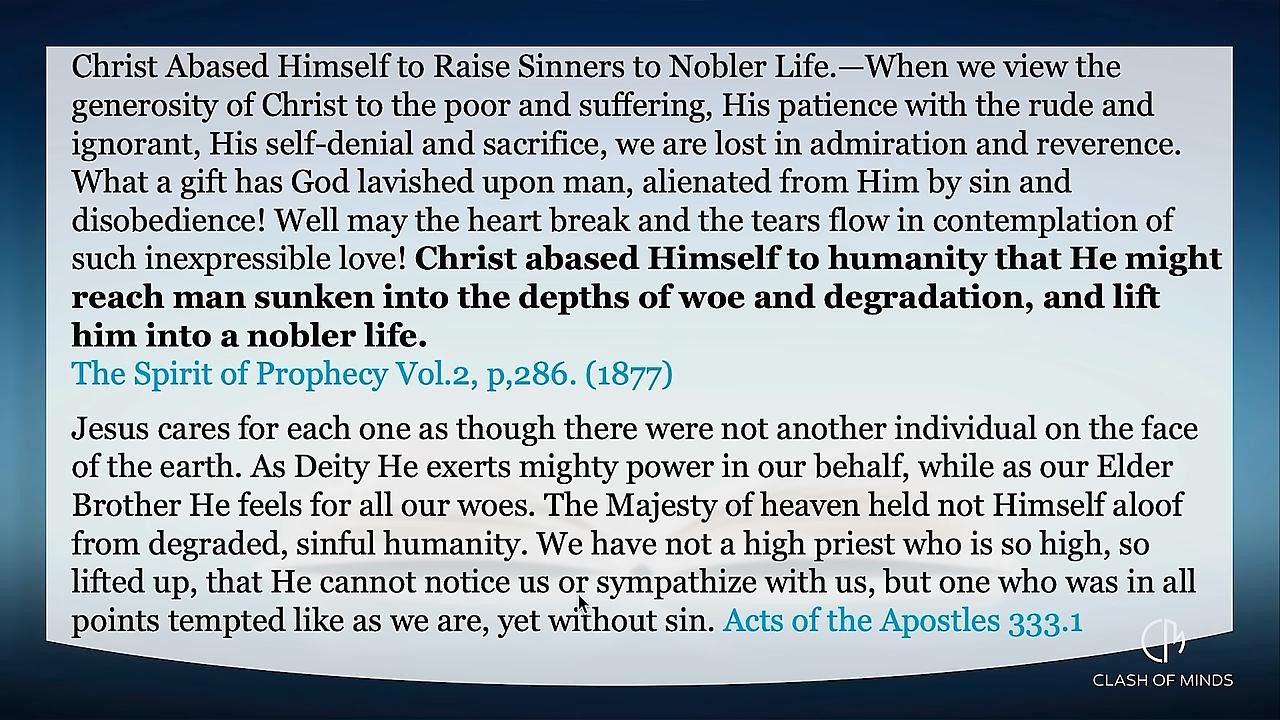 Christ Abased Himself to Raise Sinners to Nobler Life.—When we view the
generosity of Christ to the poor and suffering, His patience with the rude and
ignorant, His self-denial and sacrifice, we are lost in admiration and reverence.
What a gift has God lavished upon man, alienated from Him by sin and
disobedience! Well may the heart break and the tears flow in contemplation of
such inexpressible love! Christ abased Himself to humanity that He might
reach man sunken into the depths of woe and degradation, and lift
him into a nobler life.
The Spirit of Prophecy Vol.2, p,286. (1877)
Jesus cares for each one as though there were not another individual on the face
of the earth. As Deity He exerts mighty power in our behalf, while as our Elder
Brother He feels for all our woes. The Majesty of heaven held not Himself aloof
from degraded, sinful humanity. We have not a high priest who is so high, so
lifted up, that He cannot notice us or sympathize with us, but one who was in all
points tempted like as we are, yet without sin. Acts of the Apostles 333.1
CLASH OF MINDS